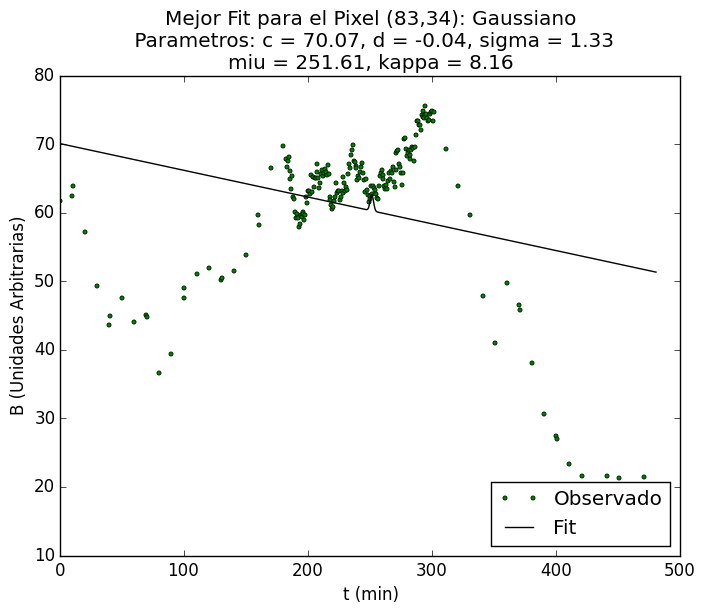 Mejor Fit para el Pixel (83,34): Gaussiano
Parametros: c = 70.07, d = -0.04, sigma = 1.33
miu = 251.61, kappa = 8.16
80
70
60
50
40
30
20
10
B (Unidades Arbitrarias)
Observado
Fit
0 100 200 300 400 500
t (min)